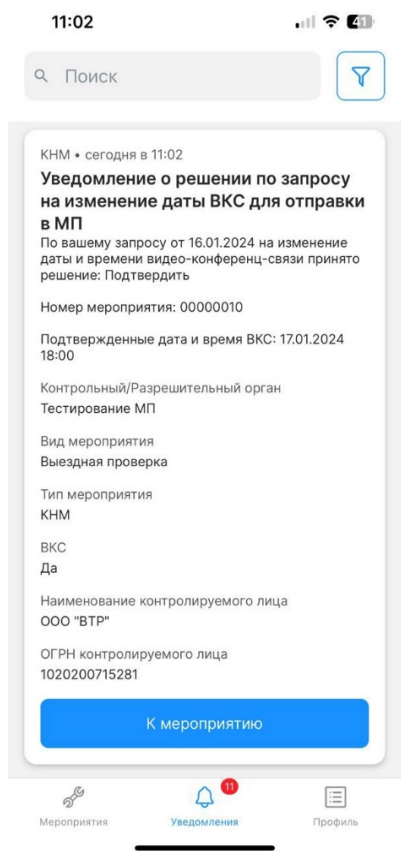 11:02
41
Поиск
КНМ • сегодня в 11:02
Уведомление о решении по запросу
на изменение даты ВКС для отправки
в МП
По вашему запросу от 16.01.2024 на изменение
даты и времени видео-конференц-связи принято
решение: Подтвердить
Номер мероприятия: 00000010
Подтвержденные дата и время ВКС: 17.01.2024
18:00
Контрольный/Разрешительный орган
Тестирование МП
Вид мероприятия
Выездная проверка
Тип мероприятия
КНМ
ВКС
Да
Наименование контролируемого лица
ООО "ВТР"
ОГРН контролируемого лица
1020200715281
К мероприятию
11
Мероприятия
Уведомления
Профиль